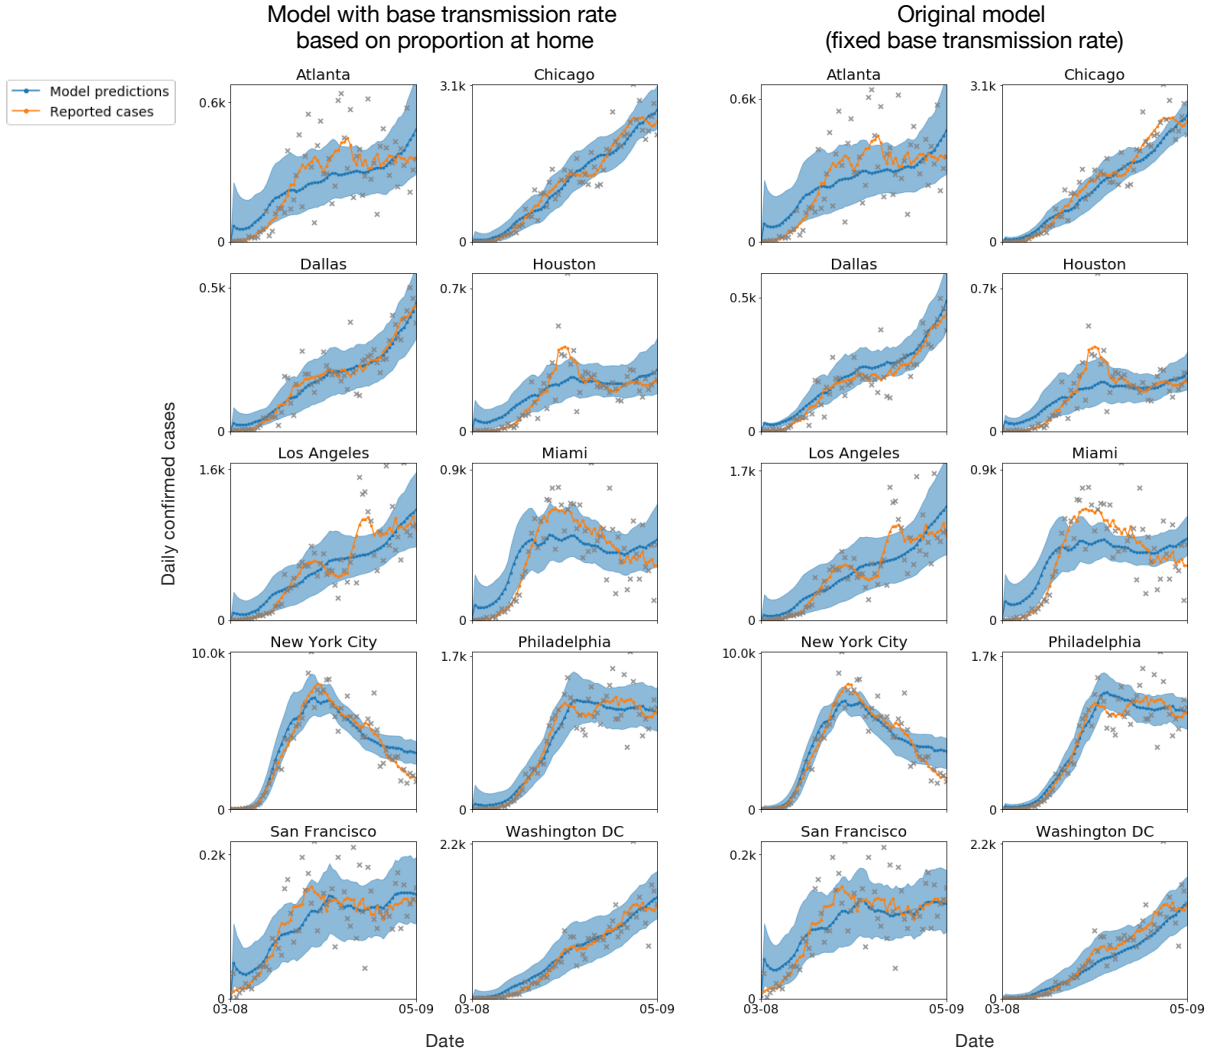 Model with base transmission rate
based on proportion at home
Original model
(fixed base transmission rate)
Model predictions
Reported cases
Daily confirmed cases
Atlanta
0.6k
0
Chicago
3.1k
0
Atlanta
0.6k
0
Chicago
3.1k
0
Dallas
0.5k
0
Houston
0.7k
0
Dallas
0.5k
0
Houston
0.7k
0
Los Angeles
1.6k
0
Miami
0.9k
0
Los Angeles
1.7k
0
Miami
0.9k
0
New York City
10.0k
0
Philadelphia
1.7k
0
New York City
10.0k
0
Philadelphia
1.7k
0
San Francisco
0.2k
0
03-08
05-09
Washington DC
2.2k
0
05-09
San Francisco
0.2k
0
03-08
05-09
Washington DC
2.2k
0
05-09
Date
Date